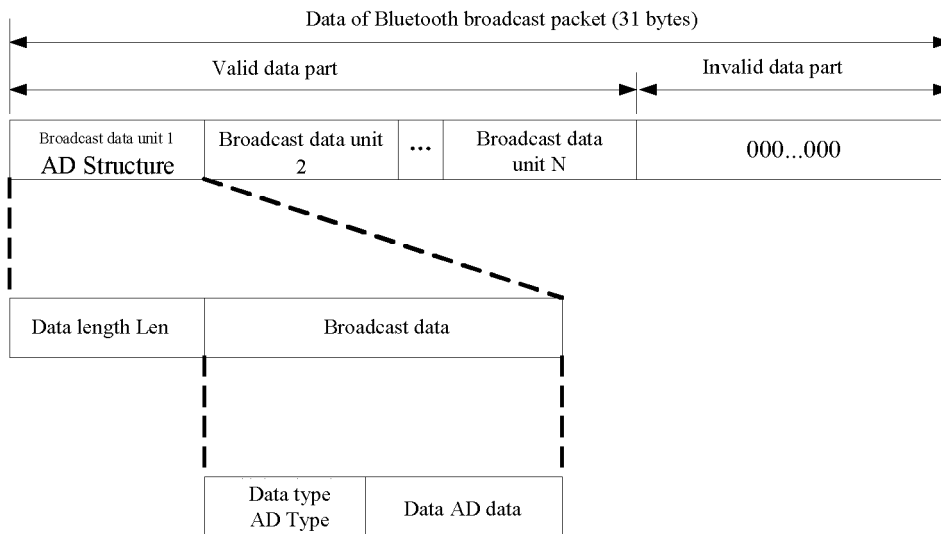 Data of Bluetooth broadcast packet (31 bytes)
Valid data part
Invalid data part
Broadcast data unit 1
AD Structure
Broadcast data unit
2
...
Broadcast data
unit N
000...000
Data length Len
Broadcast data
Data type
AD Type
Data AD data